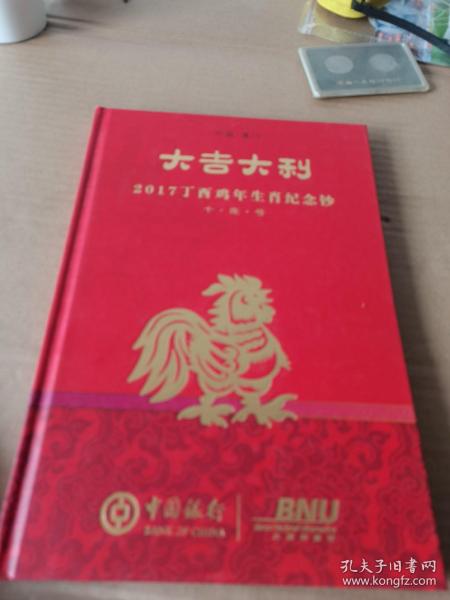 大吉大利
2017丁酉鸡年生肖纪念钞
中国银行
BANK OF CHINA
BNU
孔夫子旧书网
www.kongfz.com